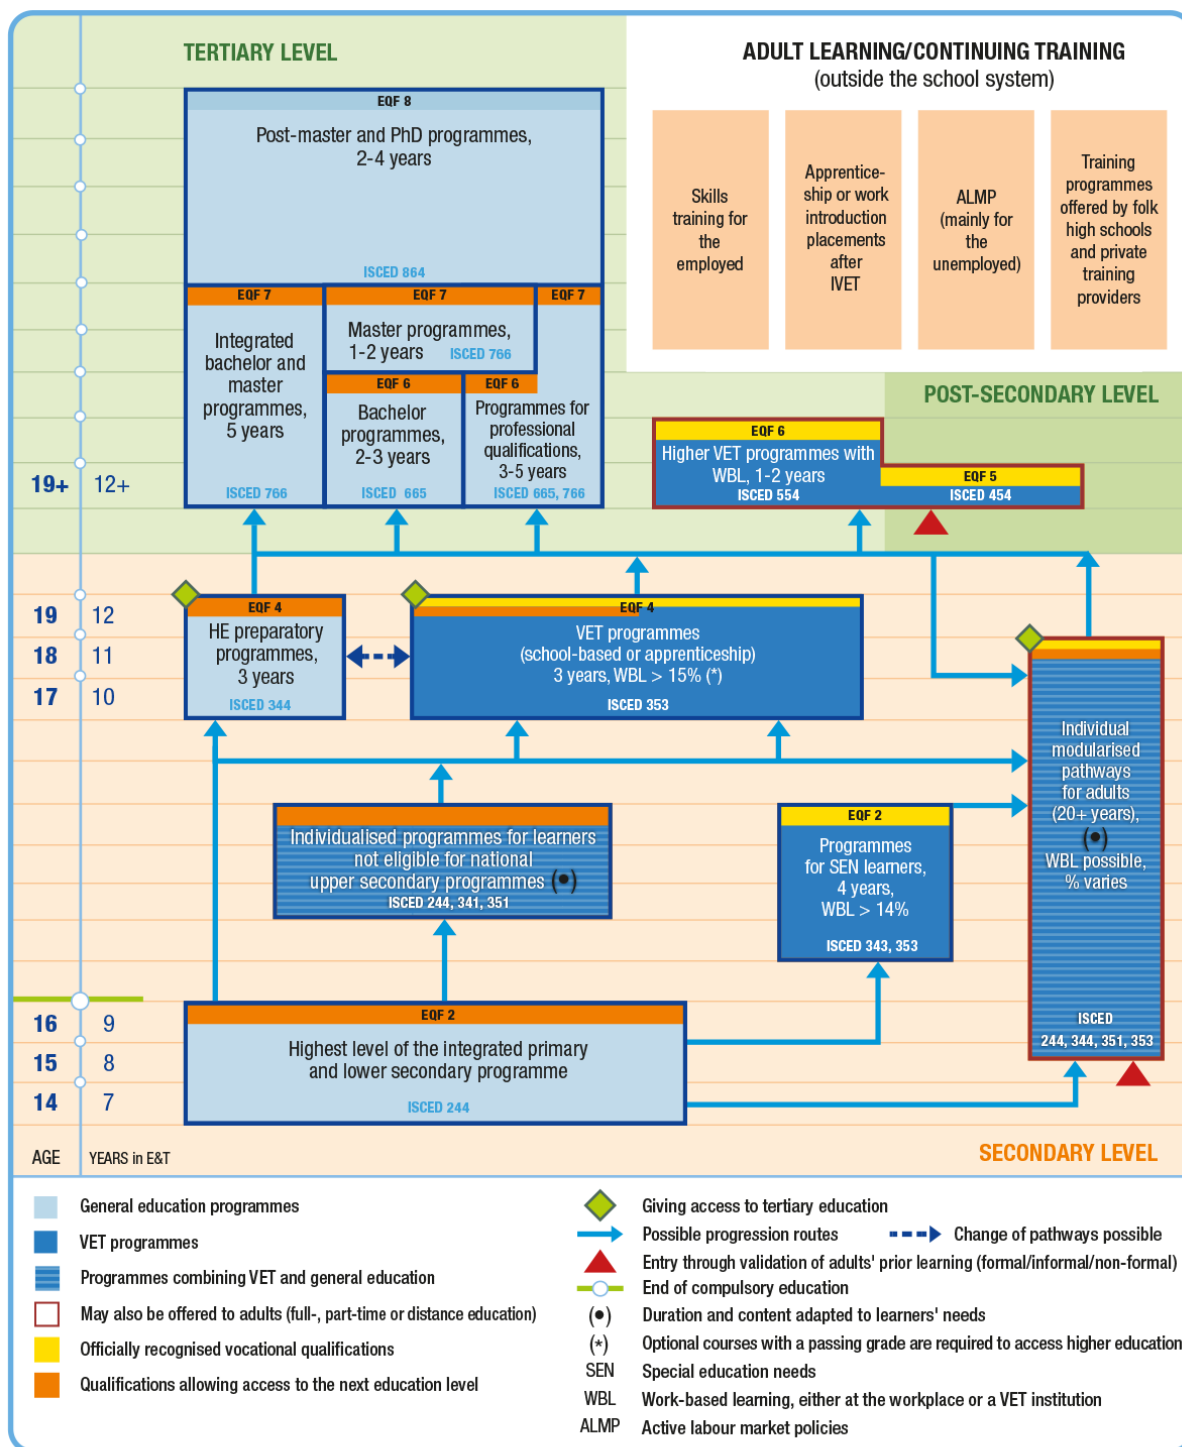 TERTIARY LEVEL
ADULT LEARNING/CONTINUING TRAINING
(outside the school system)
Skills
training for
the
employed
Apprentice-
ship or work
introduction
placements
after
IVET
ALMP
(mainly for
the
unemployed)
Training
programmes
offered by folk
high schools
and private
training
providers
EQF 8
Post-master and PhD programmes,
2-4 years
ISCED 864
EQF 7
Integrated
bachelor and
master
programmes,
5 years
ISCED 766
EQF 7
Master programmes,
1-2 years ISCED 766
EQF 7
EQF 6
Bachelor
programmes,
2-3 years
ISCED 665
EQF 6
Programmes for
professional
qualifications,
3-5 years
ISCED 665, 766
POST-SECONDARY LEVEL
EQF 6
Higher VET programmes with
WBL, 1-2 years
ISCED 554
EQF 5
ISCED 454
19+ 12+
19 12
18 11
17 10
EQF 4
HE preparatory
programmes,
3 years
ISCED 344
EQF 4
VET programmes
(school-based or apprenticeship)
3 years, WBL > 15% (*)
ISCED 353
Individual
modularised
pathways
for adults
(20+ years),
(•)
WBL possible,
% varies
ISCED
244, 344, 351, 353
Individualised programmes for learners
not eligible for national
upper secondary programmes (•)
ISCED 244, 341, 351
EQF 2
Programmes
for SEN learners,
4 years,
WBL > 14%
ISCED 343, 353
16 9
15 8
14 7
EQF 2
Highest level of the integrated primary
and lower secondary programme
ISCED 244
AGE YEARS in E&T
SECONDARY LEVEL
General education programmes
VET programmes
Programmes combining VET and general education
May also be offered to adults (full-, part-time or distance education)
Officially recognised vocational qualifications
Qualifications allowing access to the next education level
Giving access to tertiary education
Possible progression routes
Change of pathways possible
Entry through validation of adults' prior learning (formal/informal/non-formal)
End of compulsory education
(•) Duration and content adapted to learners' needs
(*) Optional courses with a passing grade are required to access higher education
SEN Special education needs
WBL Work-based learning, either at the workplace or a VET institution
ALMP Active labour market policies